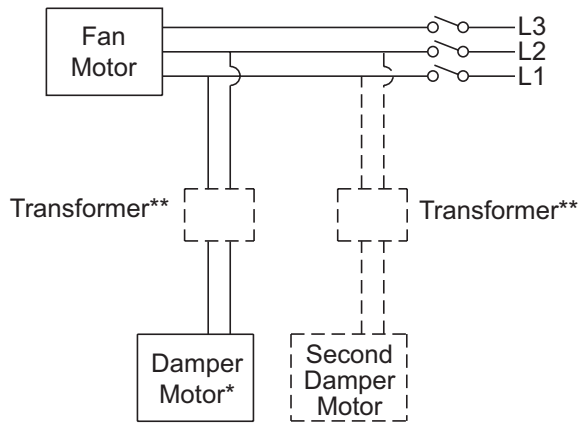 Fan
Motor
L3
L2
L1
Transformer**
Transformer**
Damper
Motor*
Second
Damper
Motor